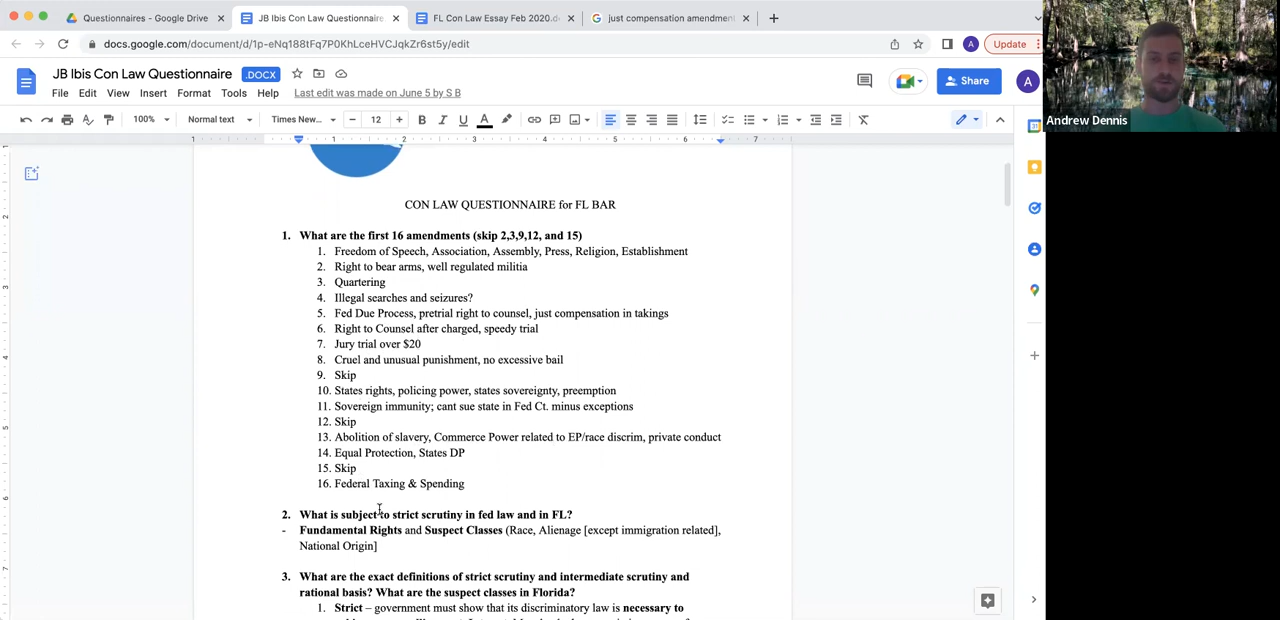 Questionnaires - Google Drive
JB Ibis Con Law Questionnaire.
FL Con Law Essay Feb 2020.d
just compensation amendment
docs.google.com/document/d/1p-eNq188tFq7P0KhLceHVCJqkZr6st5y/edit
A
Update
JB Ibis Con Law Questionnaire
.DOCX
File Edit View Insert Format Tools Help Last edit was made on June 5 by S B
Share
A
100% Normal text Times New... 12
B I U A
1 1 2 3 4 5 6 7
CON LAW QUESTIONNAIRE for FL BAR
1. What are the first 16 amendments (skip 2,3,9,12, and 15)
1. Freedom of Speech, Association, Assembly, Press, Religion, Establishment
2. Right to bear arms, well regulated militia
3. Quartering
4. Illegal searches and seizures?
5. Fed Due Process, pretrial right to counsel, just compensation in takings
6. Right to Counsel after charged, speedy trial
7. Jury trial over $20
8. Cruel and unusual punishment, no excessive bail
9. Skip
10. States rights, policing power, states sovereignty, preemption
11. Sovereign immunity; cant sue state in Fed Ct. minus exceptions
12. Skip
13. Abolition of slavery, Commerce Power related to EP/race discrim, private conduct
14. Equal Protection, States DP
15. Skip
16. Federal Taxing & Spending
2. What is subject to strict scrutiny in fed law and in FL?
- Fundamental Rights and Suspect Classes (Race, Alienage [except immigration related],
National Origin]
3. What are the exact definitions of strict scrutiny and intermediate scrutiny and
rational basis? What are the suspect classes in Florida?
1. Strict – government must show that its discriminatory law is necessary to
Andrew Dennis